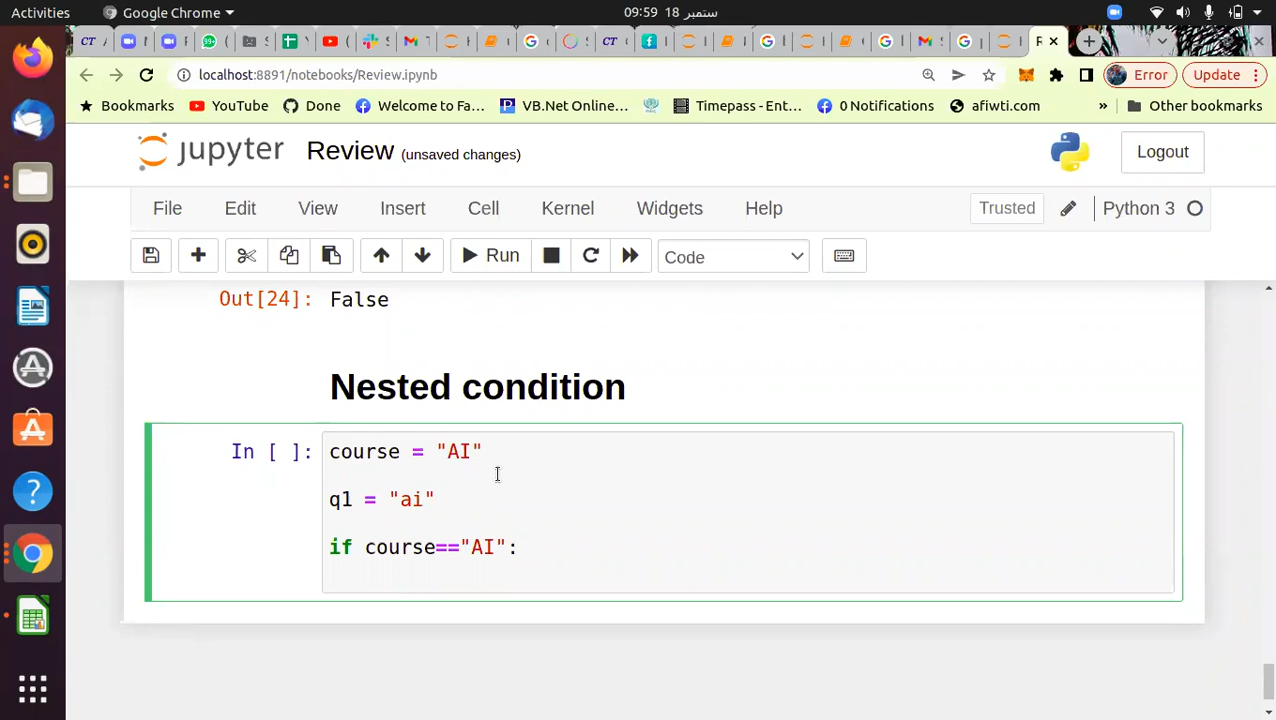 Activities Google Chrome 09:59 18 ستمبر
CT 99+ S CT
localhost:8891/notebooks/Review.ipynb Error Update
Bookmarks YouTube Done Welcome to Fa... VB.Net Online... Timepass - Ent... 0 Notifications afiwti.com » Other bookmarks
jupyter Review (unsaved changes) Logout
File Edit View Insert Cell Kernel Widgets Help Trusted Python 3
Run Code
Out[24]: False
Nested condition
In [ ]: course = "AI"
q1 = "ai"
if course=="AI":